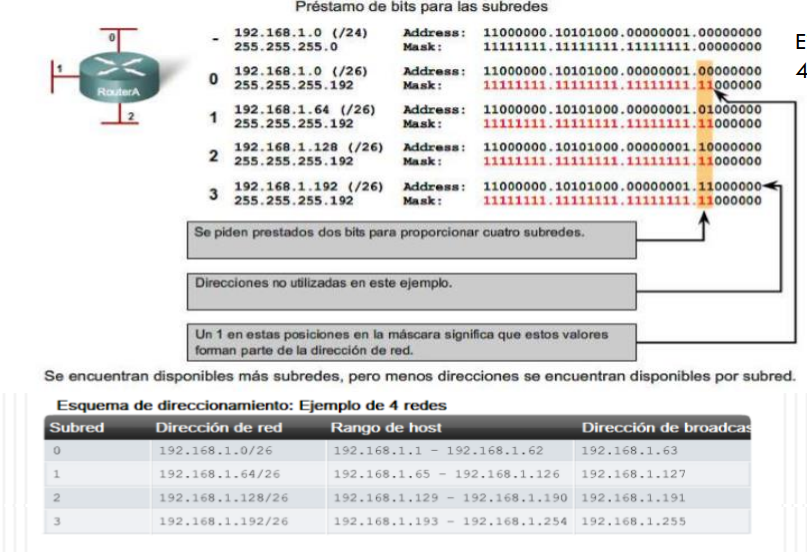 Préstamo de bits para las subredes
- 192.168.1.0 (/24) Address: 11000000.10101000.00000001.00000000
255.255.255.0 Mask: 11111111.11111111.11111111.00000000
E
4
0
1
RouterA
2
0 192.168.1.0 (/26) Address: 11000000.10101000.00000001.00000000
255.255.255.192 Mask: 11111111.11111111.11111111.11000000
1 192.168.1.64 (/26) Address: 11000000.10101000.00000001.01000000
255.255.255.192 Mask: 11111111.11111111.11111111.11000000
2 192.168.1.128 (/26) Address: 11000000.10101000.00000001.10000000
255.255.255.192 Mask: 11111111.11111111.11111111.11000000
3 192.168.1.192 (/26) Address: 11000000.10101000.00000001.11000000
255.255.255.192 Mask: 11111111.11111111.11111111.11000000
Se piden prestados dos bits para proporcionar cuatro subredes.
Direcciones no utilizadas en este ejemplo.
Un 1 en estas posiciones en la máscara significa que estos valores
forman parte de la dirección de red.
Se encuentran disponibles más subredes, pero menos direcciones se encuentran disponibles por subred.
Esquema de direccionamiento: Ejemplo de 4 redes
Subred Dirección de red Rango de host Dirección de broadcas
0 192.168.1.0/26 192.168.1.1 - 192.168.1.62 192.168.1.63
1 192.168.1.64/26 192.168.1.65 - 192.168.1.126 192.168.1.127
2 192.168.1.128/26 192.168.1.129 - 192.168.1.190 192.168.1.191
3 192.168.1.192/26 192.168.1.193 - 192.168.1.254 192.168.1.255